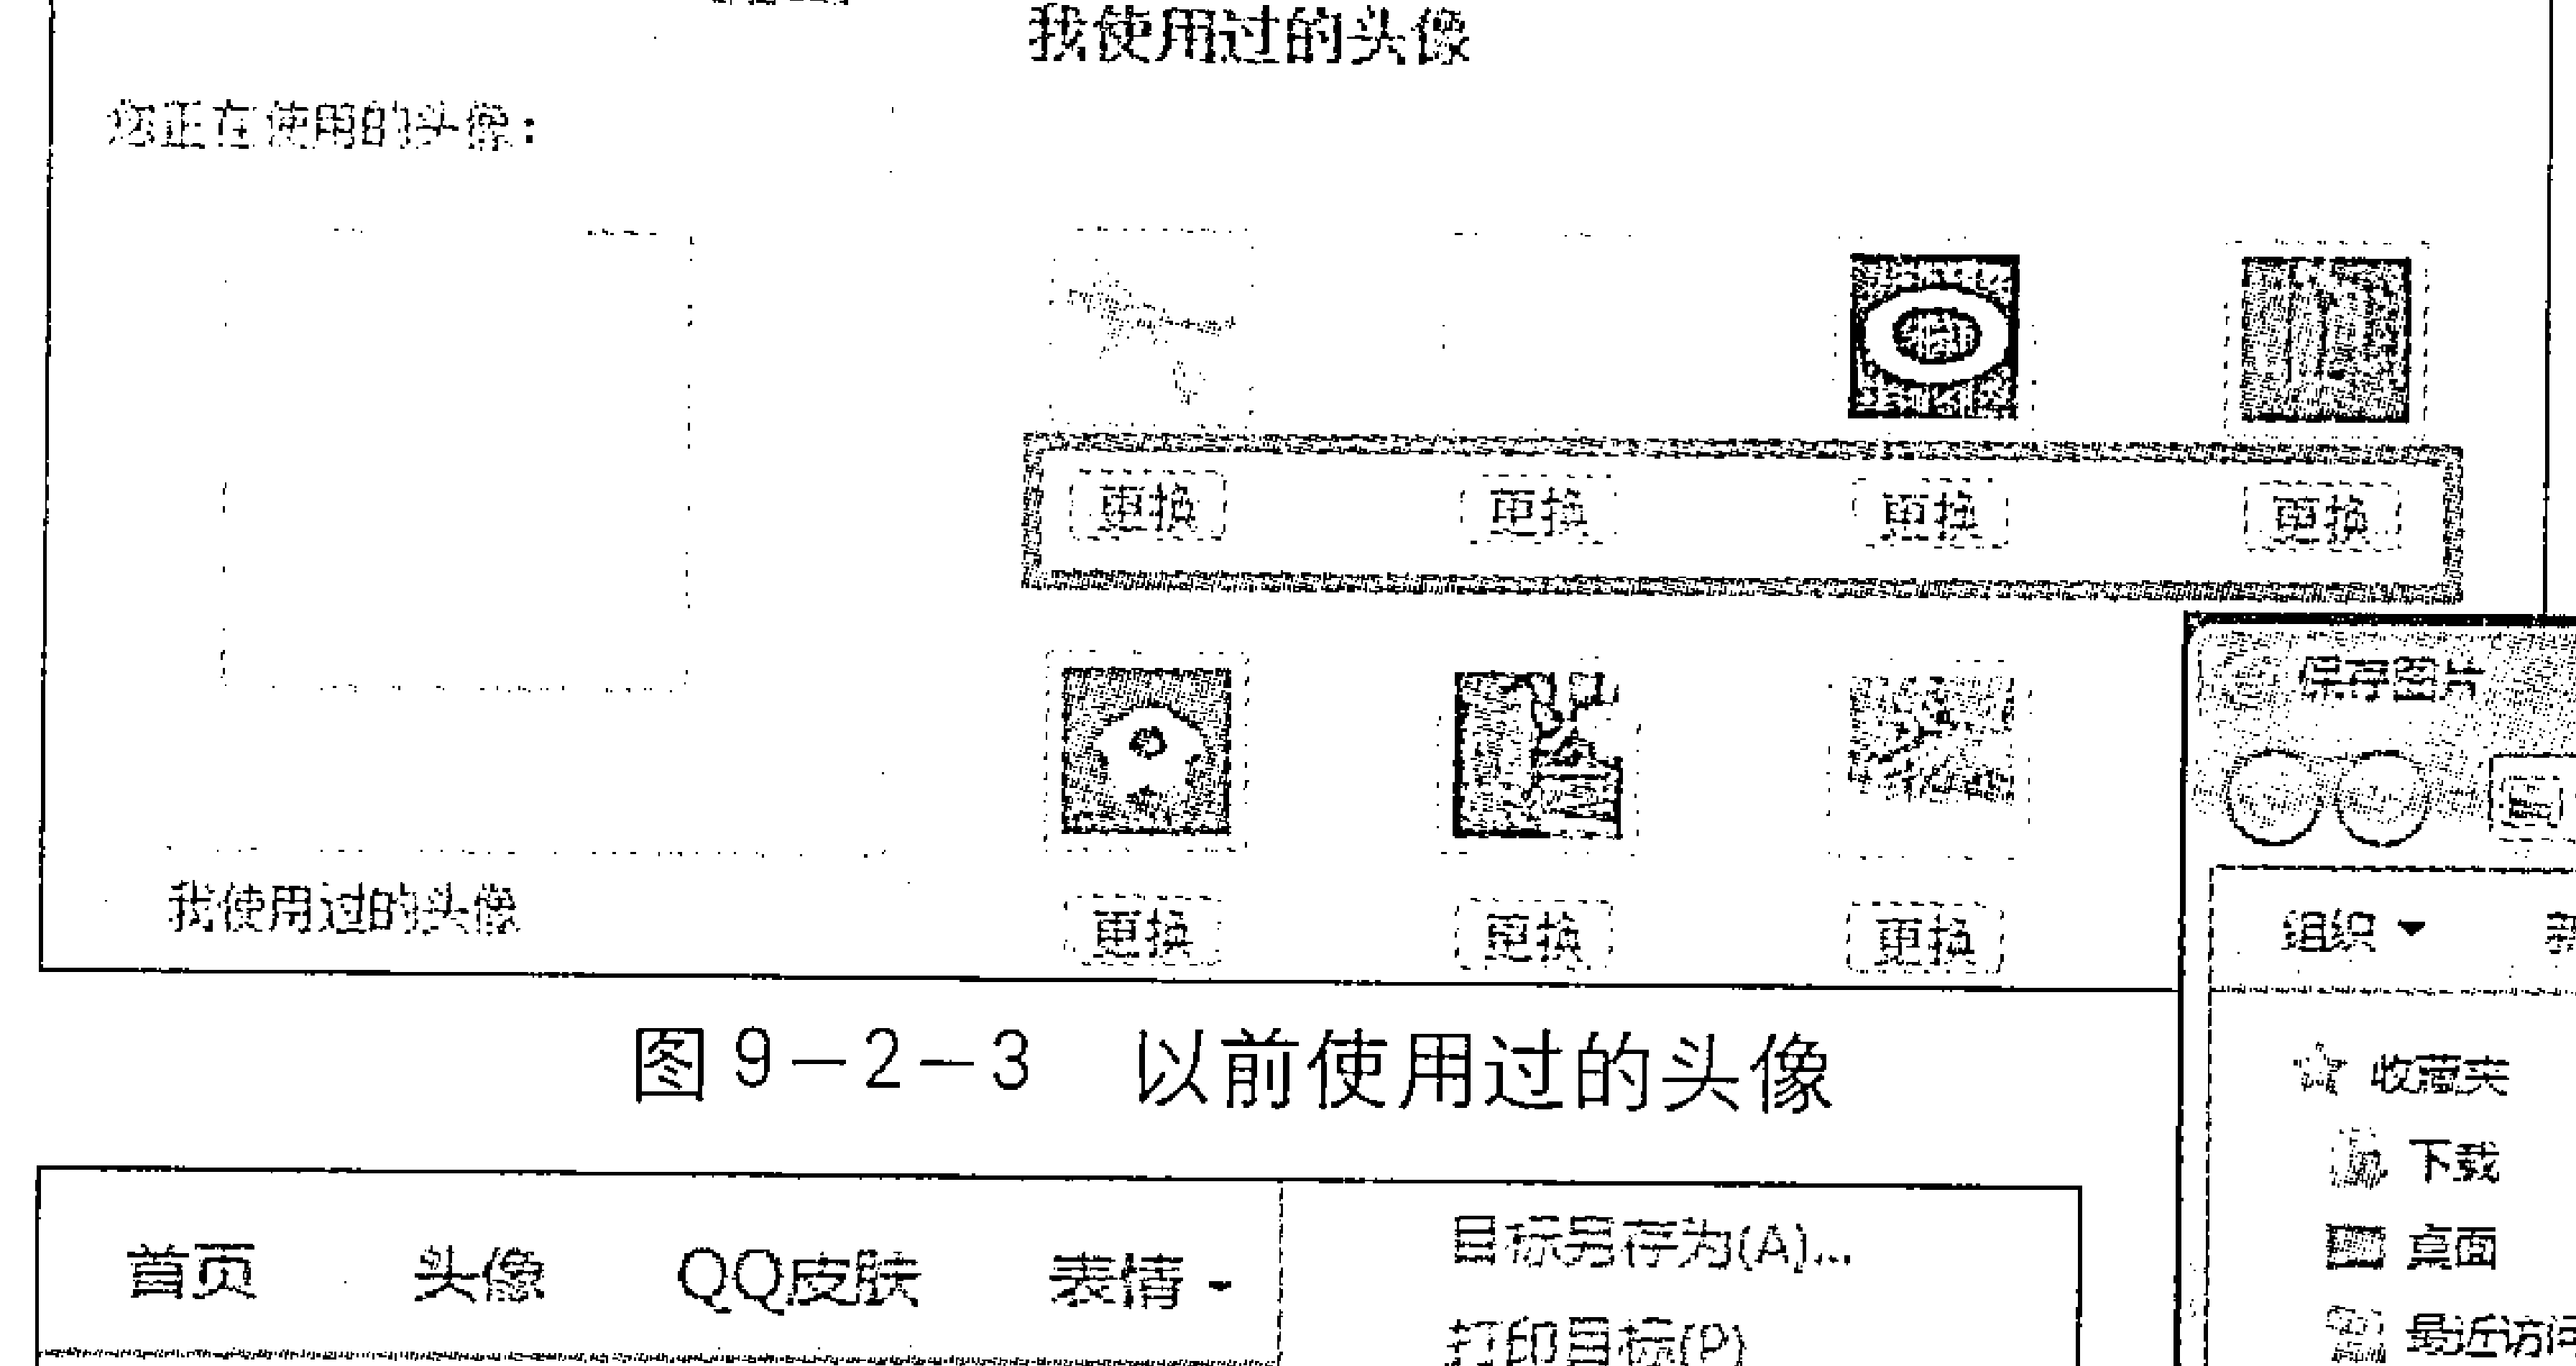 我使用过的头像
您正在使用的头像：
更换 更换 更换 更换
保存图片
更换 更换 更换
我使用过的头像
组织
图9-2-3 以前使用过的头像
收藏夹
下载
桌面
最近访问
首页 头像 QQ皮肤 表情
目标另存为(A)...
打印目标(P)